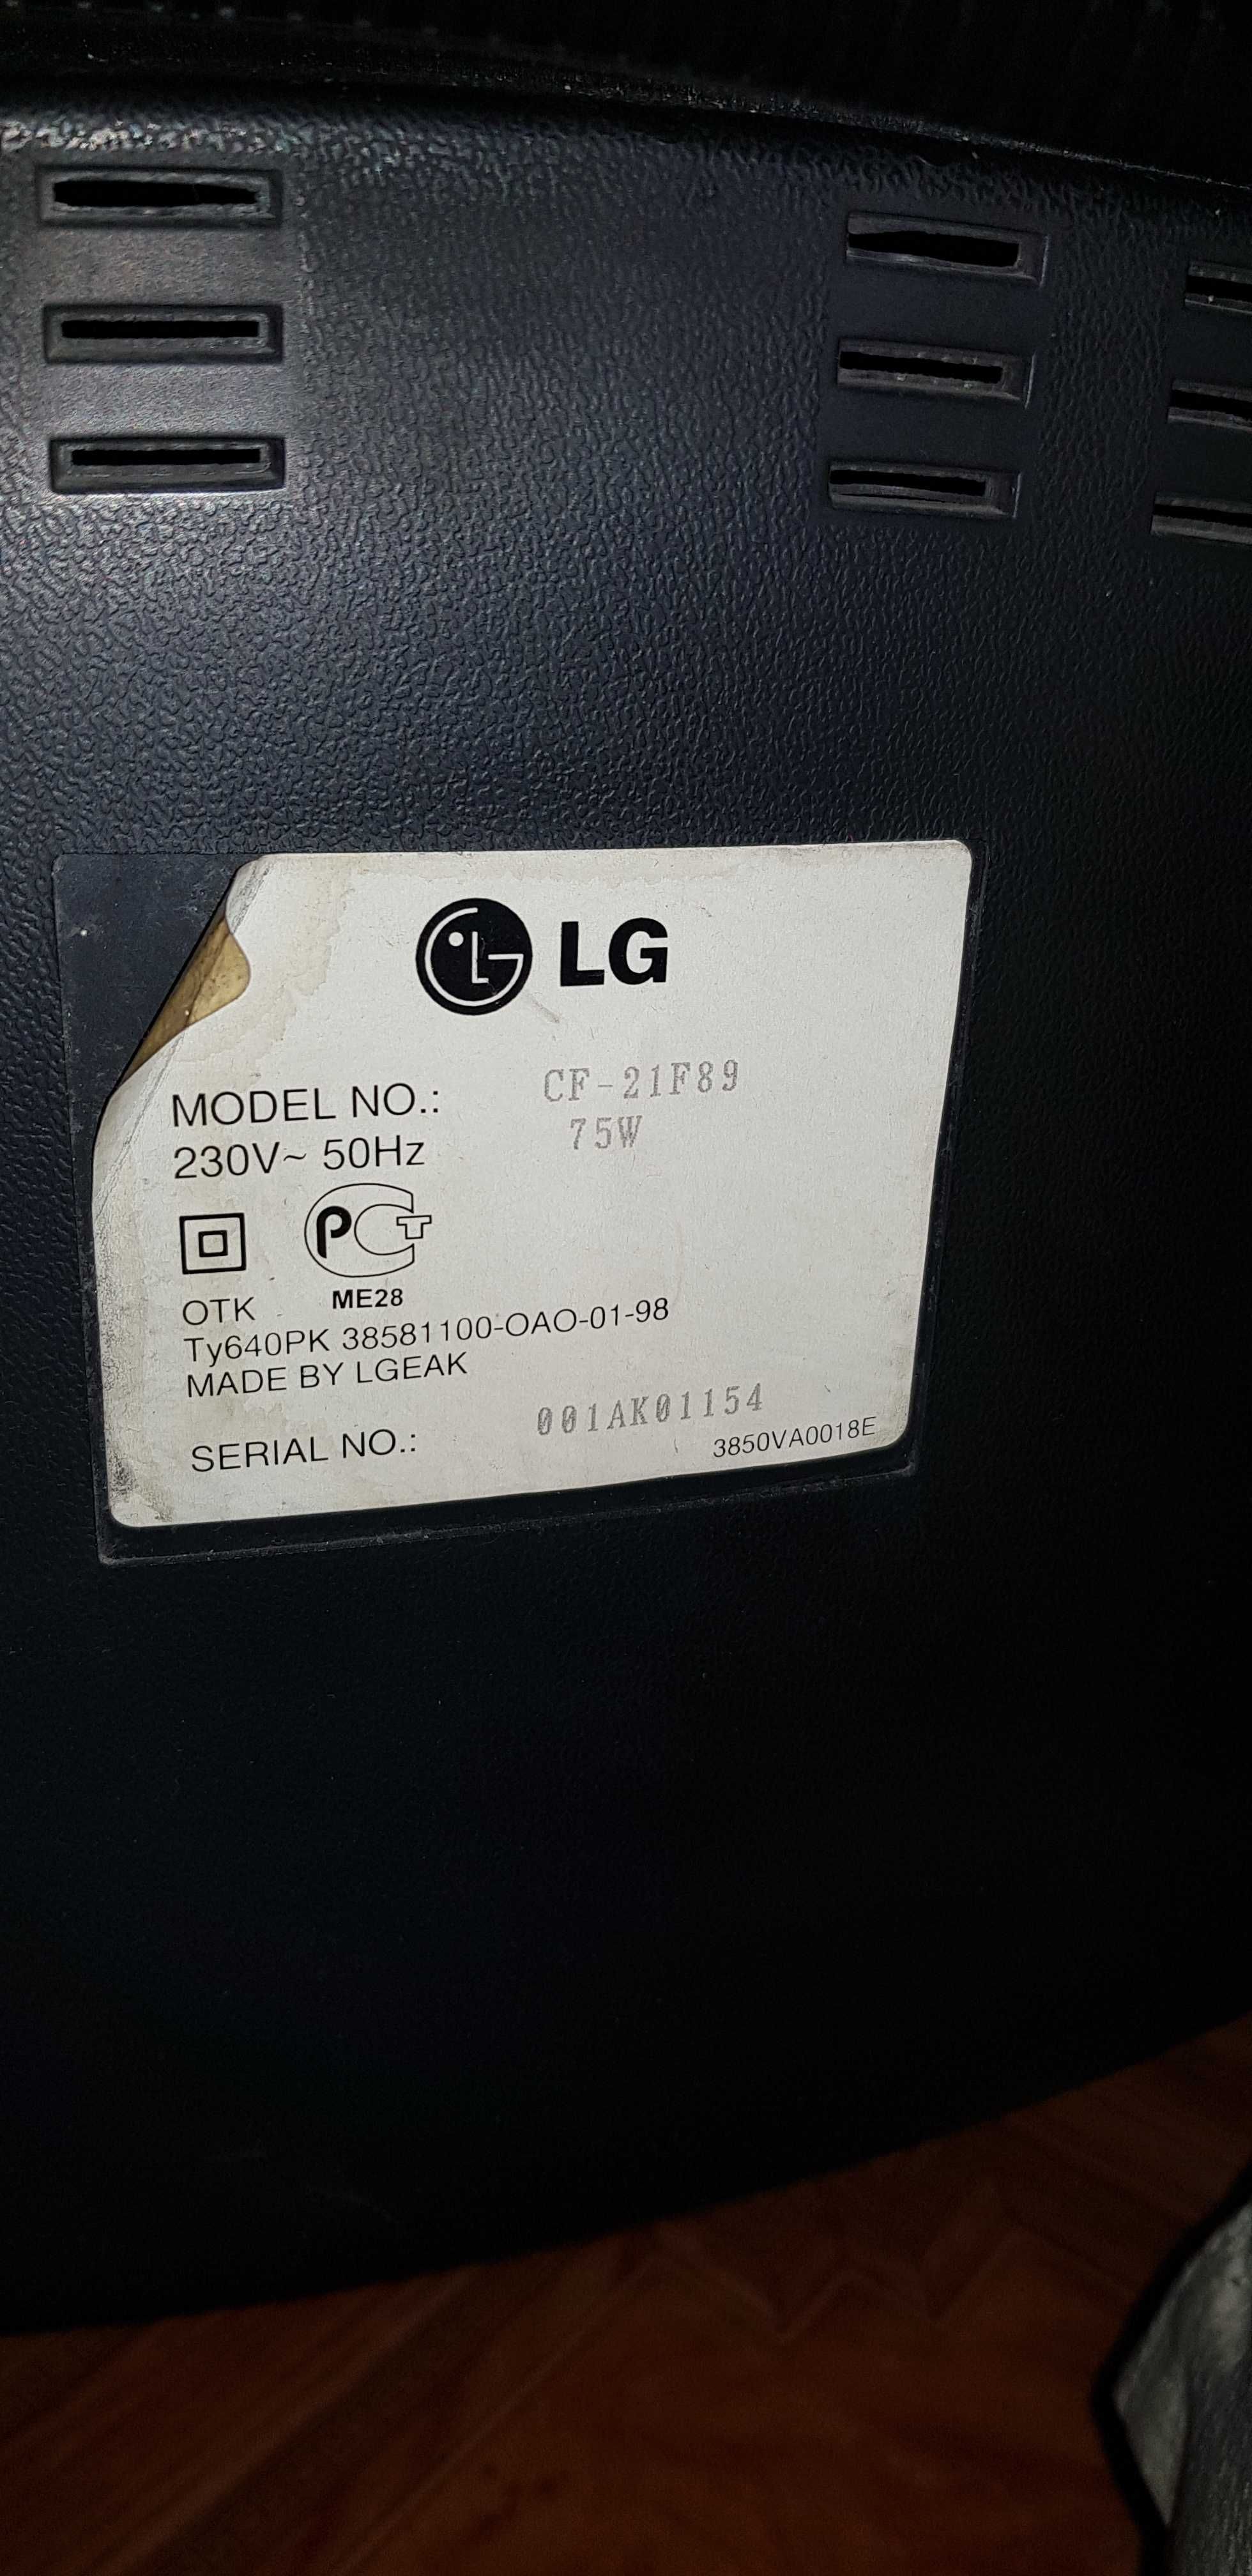 LG
MODEL NO.: CF-21F89
230V~ 50Hz 75W
РСТ
ME28
OTK
Ty640PK 38581100-OAO-01-98
MADE BY LGEAK
SERIAL NO.: 001AK01154
3850VA0018E